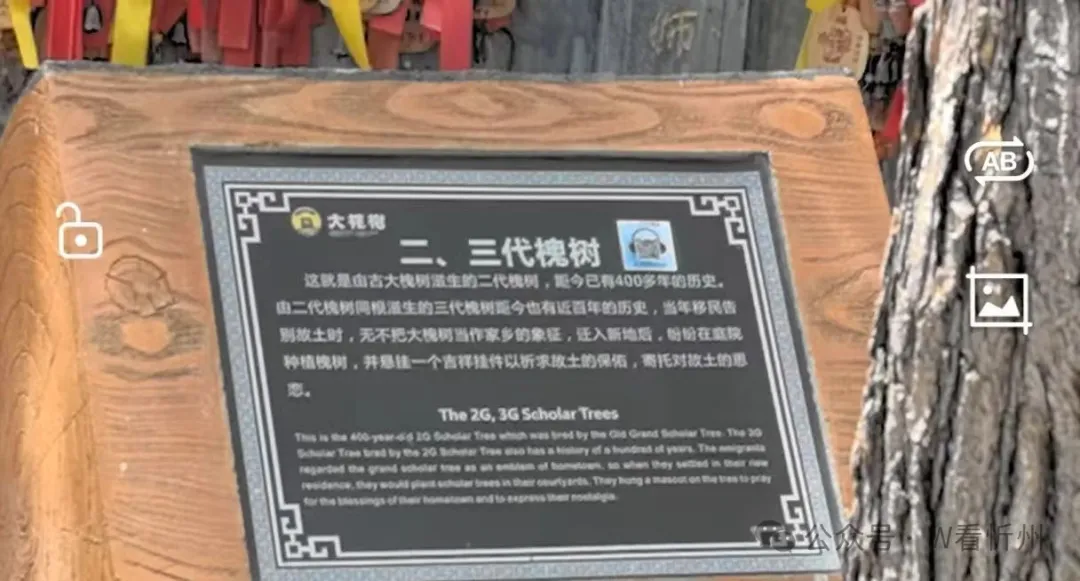 师
大槐树
二、三代槐树
这就是由古大槐树滋生的二代槐树，距今已有400多年的历史。
由二代槐树同根滋生的三代槐树距今也有近百年的历史，当年移民告
别故土时，无不把大槐树当作家乡的象征，迁入新地后，纷纷在庭院
种植槐树，并悬挂一个吉祥挂件以祈求故土的保佑，寄托对故土的思
恋。
The 2G, 3G Scholar Trees
This is the 400-year-old 2G Scholar Tree which was bred by the Old Grand Scholar Tree. The 3G
Scholar Tree bred by the 2G Scholar Tree also has a history of a hundred of years. The emigrants
regarded the grand scholar tree as an emblem of hometown, so when they settled in their new
residence, they would plant scholar trees in their courtyards. They hung a mascot on the tree to pray
for the blessings of their hometown and to express their nostalgia.
AB
公众号 · W看忻州